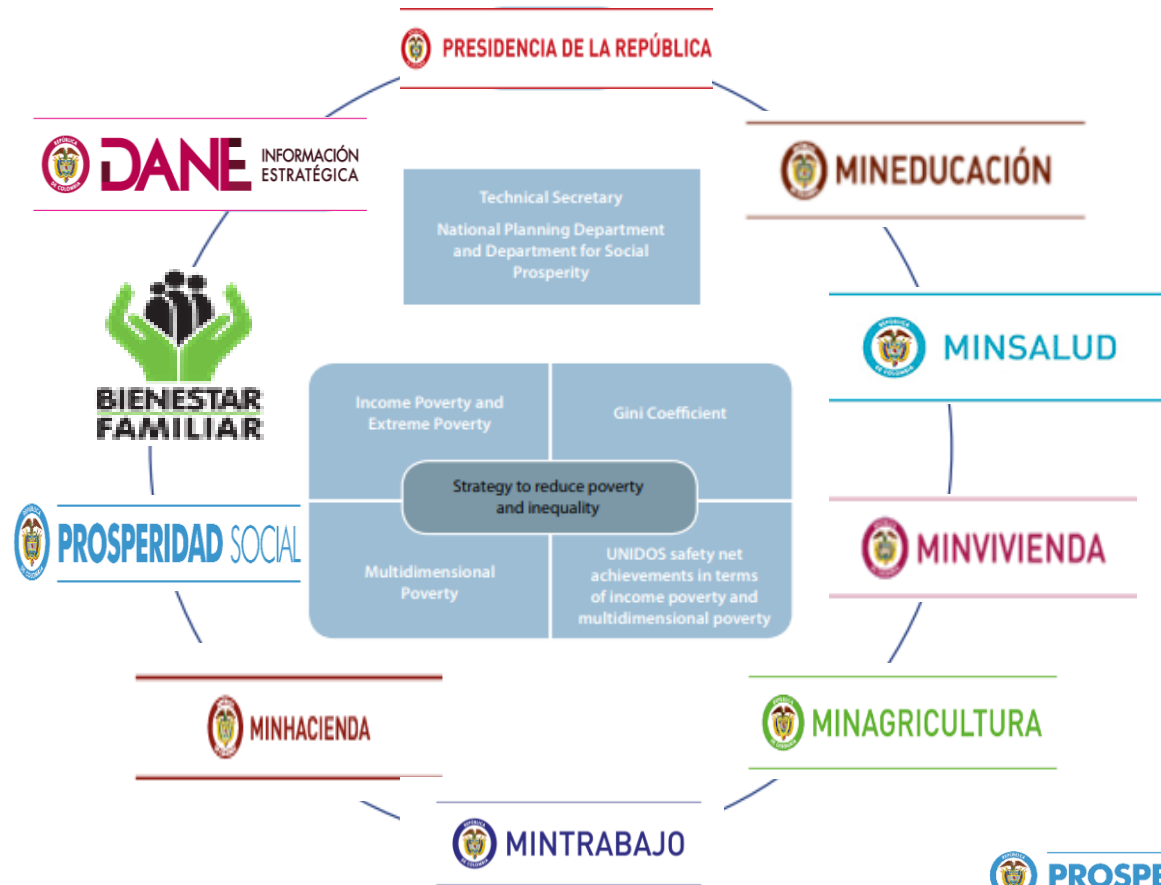 PRESIDENCIA DE LA REPÚBLICA
DANE INFORMACIÓN
ESTRATÉGICA
MINEDUCACIÓN
Technical Secretary
National Planning Department
and Department for Social
Prosperity
BIENESTAR
FAMILIAR
MINSALUD
Income Poverty and
Extreme Poverty
Gini Coefficient
Strategy to reduce poverty
and inequality
Multidimensional
Poverty
UNIDOS safety net
achievements in terms
of income poverty and
multidimensional poverty
PROSPERIDAD SOCIAL
MINVIVIENDA
MINHACIENDA
MINAGRICULTURA
MINTRABAJO
PROSPE